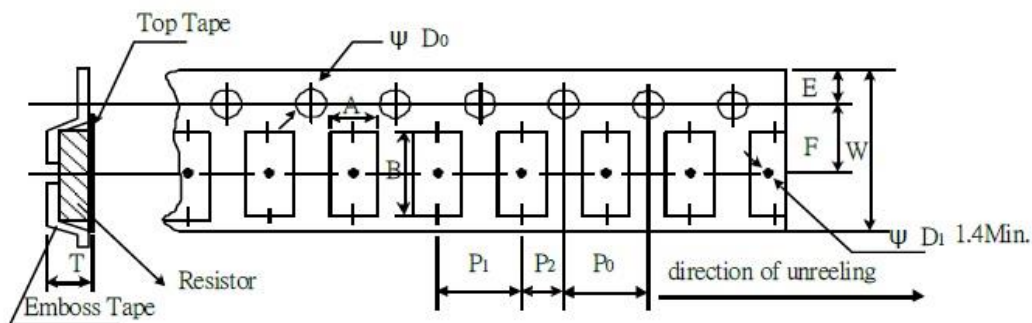 Top Tape
Ψ D0
A
E
F
W
B
Ψ D1 1.4Min.
T
Resistor
P1
P2
P0
direction of unreeling
Emboss Tape